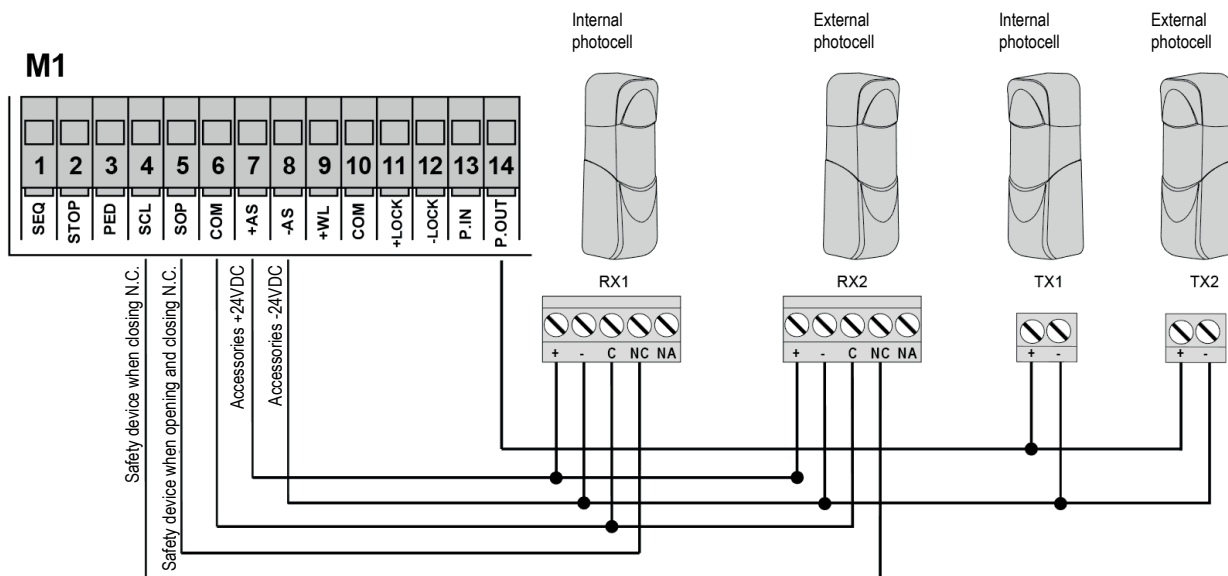 Internal
photocell
External
photocell
Internal
photocell
External
photocell
M1
1 2 3 4 5 6 7 8 9 10 11 12 13 14
SEQ
STOP
PED
SCL
SOP
COM
+AS
-AS
+WL
COM
+LOCK
-LOCK
P.IN
P.OUT
RX1
RX2
TX1
TX2
+ - C NC NA
+ - C NC NA
+ -
+ -
Safety device when closing N.C.
Safety device when opening and closing N.C.
Accessories +24VDC
Accessories -24VDC